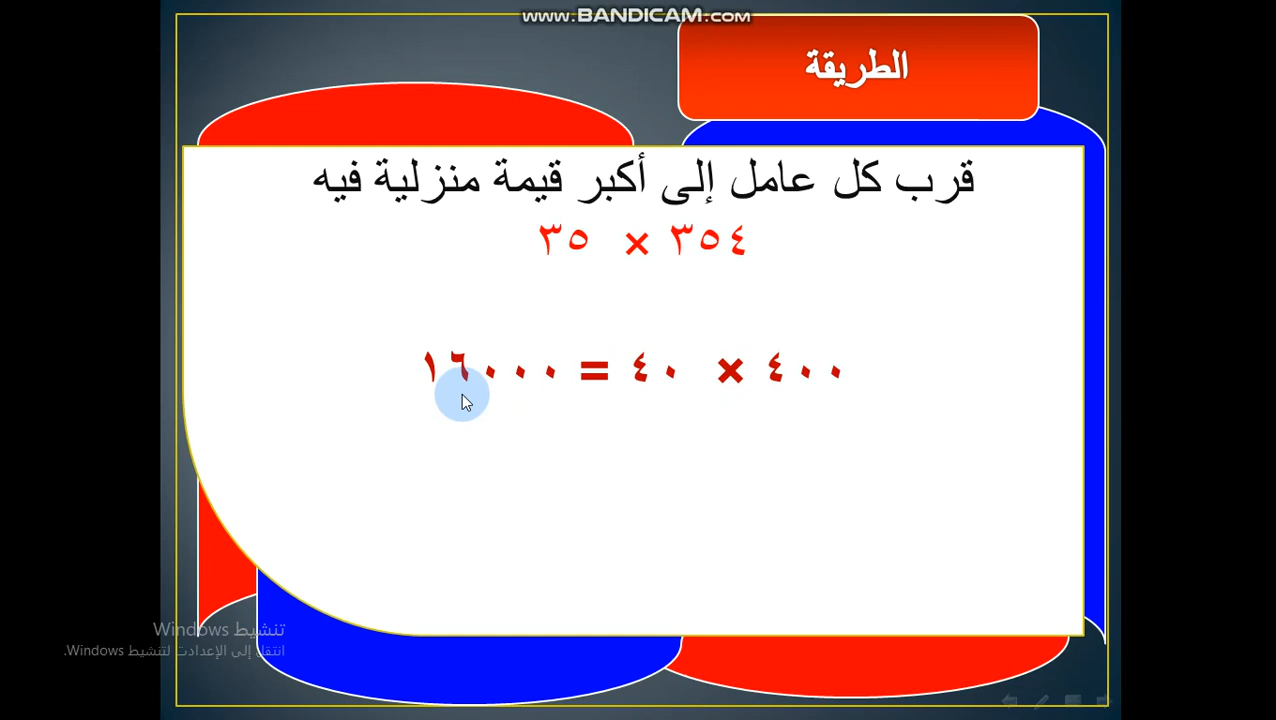 www.BANDICAM.com
الطريقة
قرب كل عامل إلى أكبر قيمة منزلية فيه
٣٥٤ × ٣٥
٤٠٠ × ٤٠ = ١٦٠٠٠
تنشيط Windows
انتقل إلى الإعدادات لتنشيط Windows.